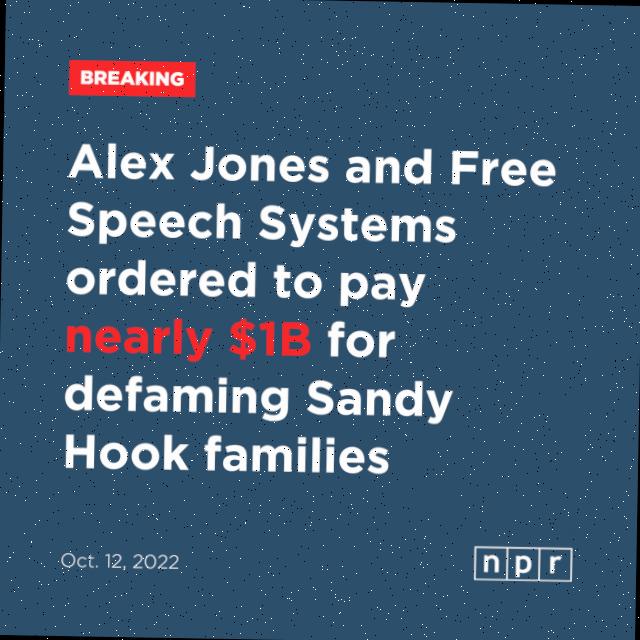 BREAKING
Alex Jones and Free
Speech Systems
ordered to pay
nearly $1B for
defaming Sandy
Hook families
Oct. 12, 2022
npr